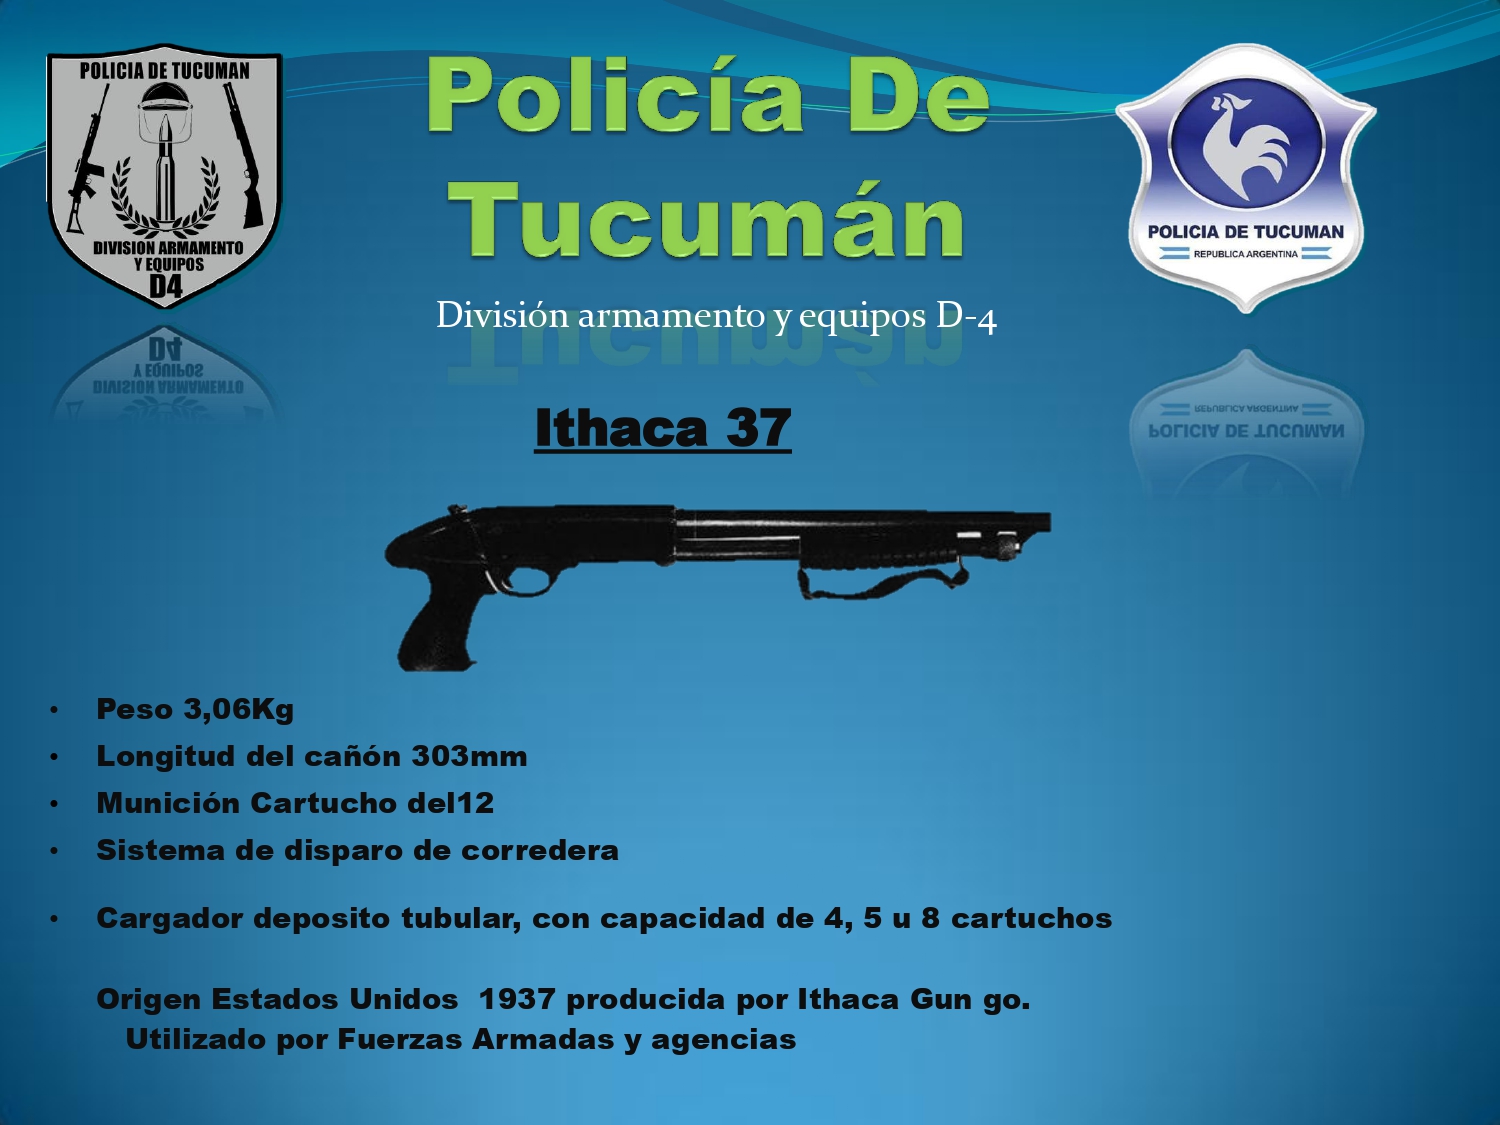 POLICIA DE TUCUMAN
DIVISION ARMAMENTO
Y EQUIPOS
D4
Policía De
Tucumán
POLICIA DE TUCUMAN
REPUBLICA ARGENTINA
División armamento y equipos D-4
Ithaca 37
• Peso 3,06Kg
• Longitud del cañón 303mm
• Munición Cartucho del12
• Sistema de disparo de corredera
• Cargador deposito tubular, con capacidad de 4, 5 u 8 cartuchos
Origen Estados Unidos  1937 producida por Ithaca Gun go.
Utilizado por Fuerzas Armadas y agencias